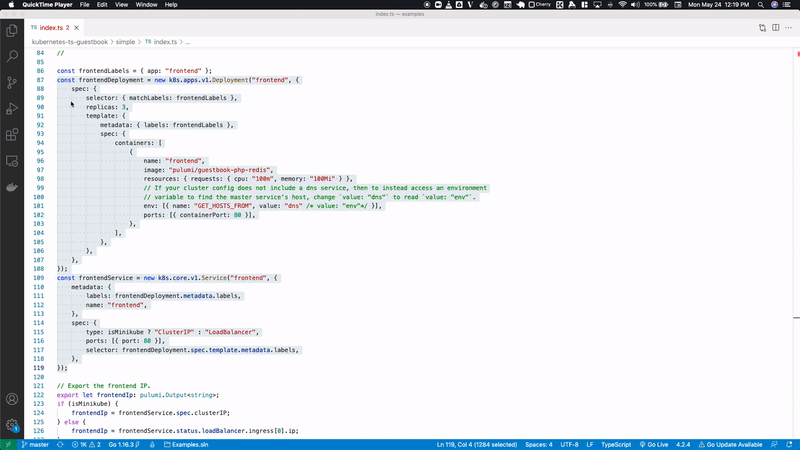 QuickTime Player File Edit View Window Help Cherry 100% Mon May 24 12:19 PM
index.ts — examples
TS index.ts 2
kubernetes-ts-guestbook > simple > TS index.ts > ...
84 //
85
86 const frontendLabels = { app: "frontend" };
87 const frontendDeployment = new k8s.apps.v1.Deployment("frontend", {
88 spec: {
89 selector: { matchLabels: frontendLabels },
90 replicas: 3,
91 template: {
92 metadata: { labels: frontendLabels },
93 spec: {
94 containers: [
95 {
96 name: "frontend",
97 image: "pulumi/guestbook-php-redis",
98 resources: { requests: { cpu: "100m", memory: "100Mi" } },
99 // If your cluster config does not include a dns service, then to instead access an environment
100 // variable to find the master service's host, change `value: "dns"` to read `value: "env"`.
101 env: [{ name: "GET_HOSTS_FROM", value: "dns" /* value: "env"*/ }],
102 ports: [{ containerPort: 80 }],
103 },
104 ],
105 },
106 },
107 },
108 });
109 const frontendService = new k8s.core.v1.Service("frontend", {
110 metadata: {
111 labels: frontendDeployment.metadata.labels,
112 name: "frontend",
113 },
114 spec: {
115 type: isMinikube ? "ClusterIP" : "LoadBalancer",
116 ports: [{ port: 80 }],
117 selector: frontendDeployment.spec.template.metadata.labels,
118 },
119 });
120
121 // Export the frontend IP.
122 export let frontendIp: pulumi.Output<string>;
123 if (isMinikube) {
124 frontendIp = frontendService.spec.clusterIP;
125 } else {
126 frontendIp = frontendService.status.loadBalancer.ingress[0].ip;
master 1K 2 Go 1.16.3 Examples.sln Ln 119, Col 4 (1284 selected) Spaces: 4 UTF-8 LF TypeScript Go Live 4.2.4 Go Update Available